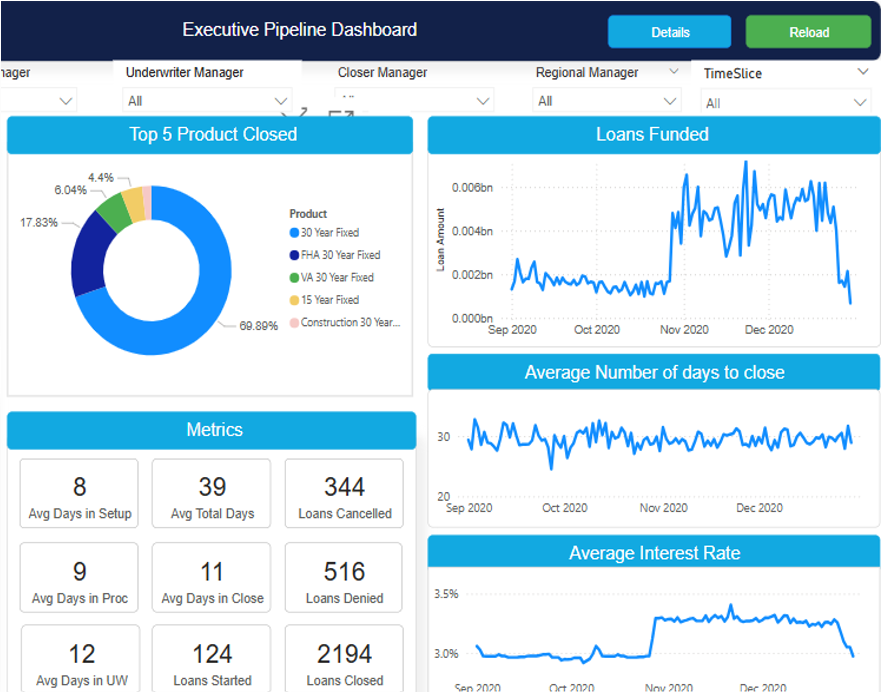 Executive Pipeline Dashboard
Details
Reload
nager
Underwriter Manager
Closer Manager
Regional Manager
TimeSlice
All
All
All
Top 5 Product Closed
4.4%
6.04%
17.83%
69.89%
Product
30 Year Fixed
FHA 30 Year Fixed
VA 30 Year Fixed
15 Year Fixed
Construction 30 Year...
Loans Funded
Loan Amount
0.006bn
0.004bn
0.002bn
0.000bn
Sep 2020 Oct 2020 Nov 2020 Dec 2020
Average Number of days to close
30
20
Sep 2020 Oct 2020 Nov 2020 Dec 2020
Metrics
8
Avg Days in Setup
39
Avg Total Days
344
Loans Cancelled
9
Avg Days in Proc
11
Avg Days in Close
516
Loans Denied
12
Avg Days in UW
124
Loans Started
2194
Loans Closed
Average Interest Rate
3.5%
3.0%
Sep 2020 Oct 2020 Nov 2020 Dec 2020